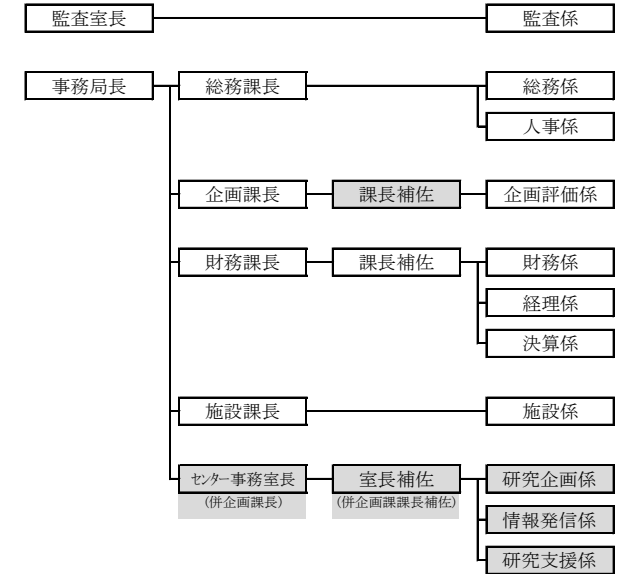 監査室長 監査係
事務局長 総務課長 総務係
人事係
企画課長 課長補佐 企画評価係
財務課長 課長補佐 財務係
経理係
決算係
施設課長 施設係
センター事務室長 室長補佐 研究企画係
(併企画課長) (併企画課課長補佐)
情報発信係
研究支援係